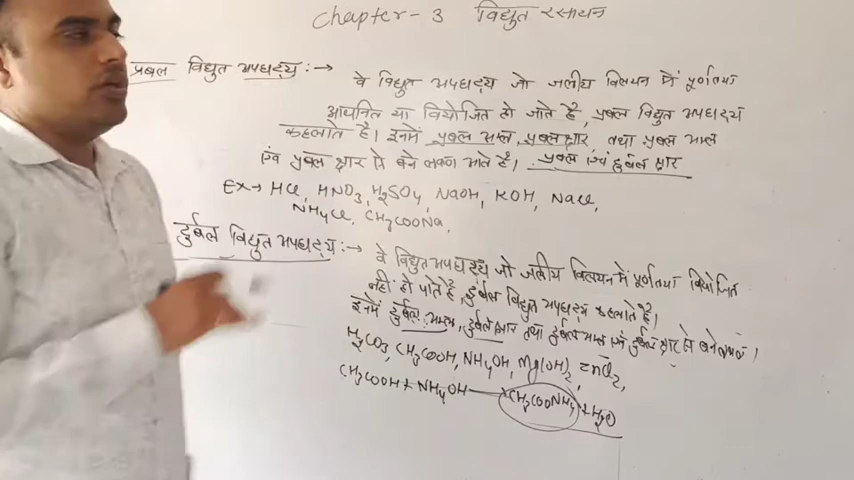 Chapter - 3 विद्युत रसायन
प्रबल विद्युत अपघट्य :→ वे विद्युत अपघट्य जो जलीय विलयन में पूर्णतया
आयनित या वियोजित हो जाते है, प्रबल विद्युत अपघट्य
कहलाते है। इनमें प्रबल अम्ल, प्रबल क्षार, तथा प्रबल अम्ल
एवं प्रबल क्षार से बने लवण आते है। प्रबल एवं दुर्बल क्षार
Ex → HCl, HNO3, H2SO4, NaOH, KOH, NaCl,
NH4Cl, CH3COONa,
दुर्बल विद्युत अपघट्य :→ वे विद्युत अपघट्य जो जलीय विलयन में पूर्णतया वियोजित
नही हो पाते है, दुर्बल विद्युत अपघट्य कहलाते है।
इनमें दुर्बल अम्ल, दुर्बल क्षार तथा दुर्बल अम्ल एवं दुर्बल क्षार से बने लवण।
H2CO3, CH3COOH, NH4OH, Mg(OH)2, ZnCl2,
CH3COOH + NH4OH → CH3COONH4 + H2O